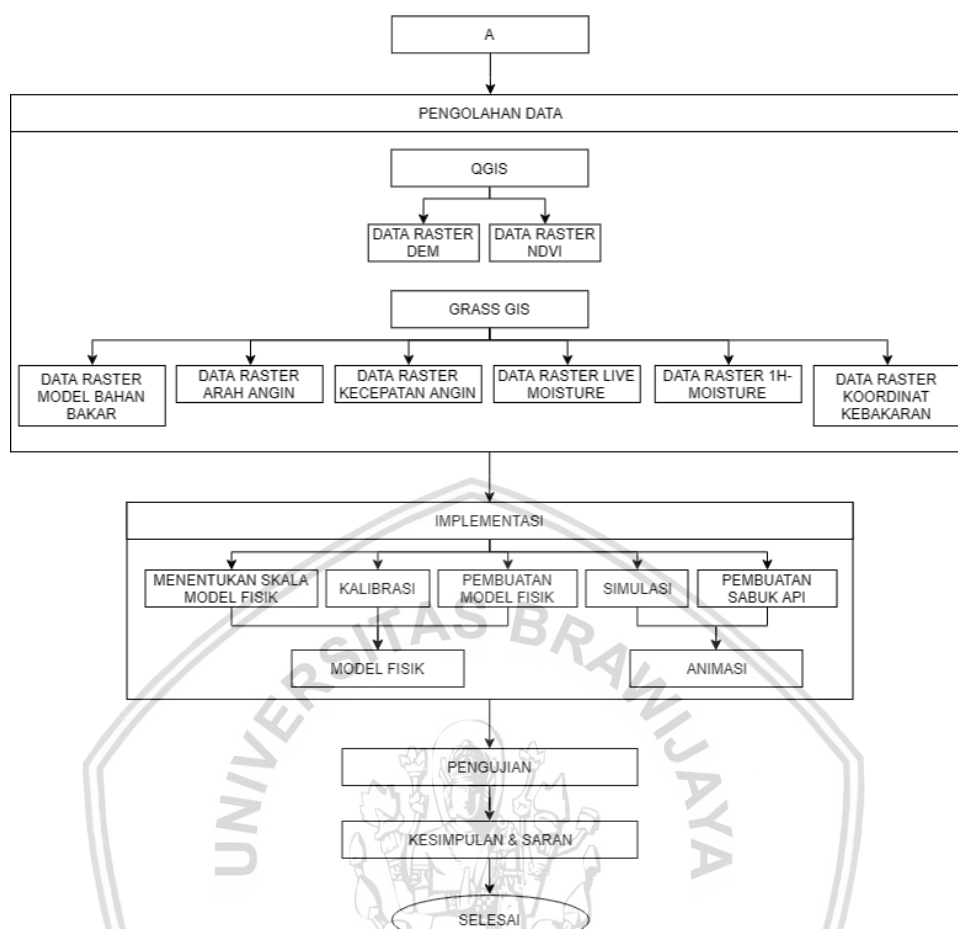 A
PENGOLAHAN DATA
QGIS
DATA RASTER
DEM
DATA RASTER
NDVI
GRASS GIS
DATA RASTER
MODEL BAHAN
BAKAR
DATA RASTER
ARAH ANGIN
DATA RASTER
KECEPATAN ANGIN
DATA RASTER LIVE
MOISTURE
DATA RASTER 1H-
MOISTURE
DATA RASTER
KOORDINAT
KEBAKARAN
IMPLEMENTASI
MENENTUKAN SKALA
MODEL FISIK
KALIBRASI
PEMBUATAN
MODEL FISIK
SIMULASI
PEMBUATAN
SABUK API
MODEL FISIK
ANIMASI
PENGUJIAN
KESIMPULAN & SARAN
SELESAI
UNIVERSITAS BRAWIJAYA